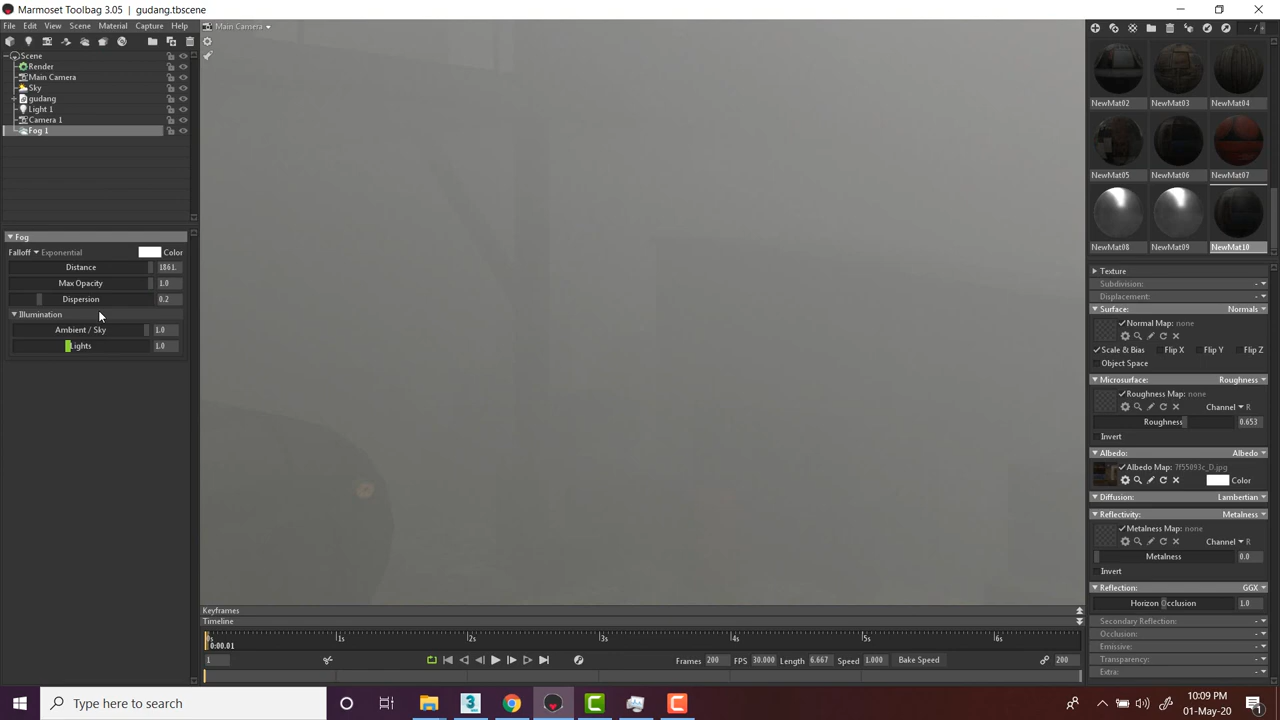 Marmoset Toolbag 3.05 - gudang.tbscene
File Edit View Scene Material Capture Help
Main Camera
Scene
Render
Main Camera
Sky
gudang
Light 1
Camera 1
Fog 1
Fog
Falloff Exponential Color
Distance 1861.
Max Opacity 1.0
Dispersion 0.2
Illumination
Ambient / Sky 1.0
Lights 1.0
- /
NewMat02 NewMat03 NewMat04
NewMat05 NewMat06 NewMat07
NewMat08 NewMat09 NewMat10
Texture
Subdivision: -
Displacement: -
Surface: Normals
Normal Map: none
Scale & Bias Flip X Flip Y Flip Z
Object Space
Microsurface: Roughness
Roughness Map: none
Channel R
Roughness 0.653
Invert
Albedo: Albedo
Albedo Map: 7f55093c_D.jpg
Color
Diffusion: Lambertian
Reflectivity: Metalness
Metalness Map: none
Channel R
Metalness 0.0
Invert
Reflection: GGX
Horizon Occlusion 1.0
Secondary Reflection: -
Occlusion: -
Emissive: -
Transparency: -
Extra: -
Keyframes
Timeline
0s 1s 2s 3s 4s 5s 6s
0:00.01
1 Frames 200 FPS 30.000 Length 6.667 Speed 1.000 Bake Speed 200
Type here to search
10:09 PM
01-May-20
1